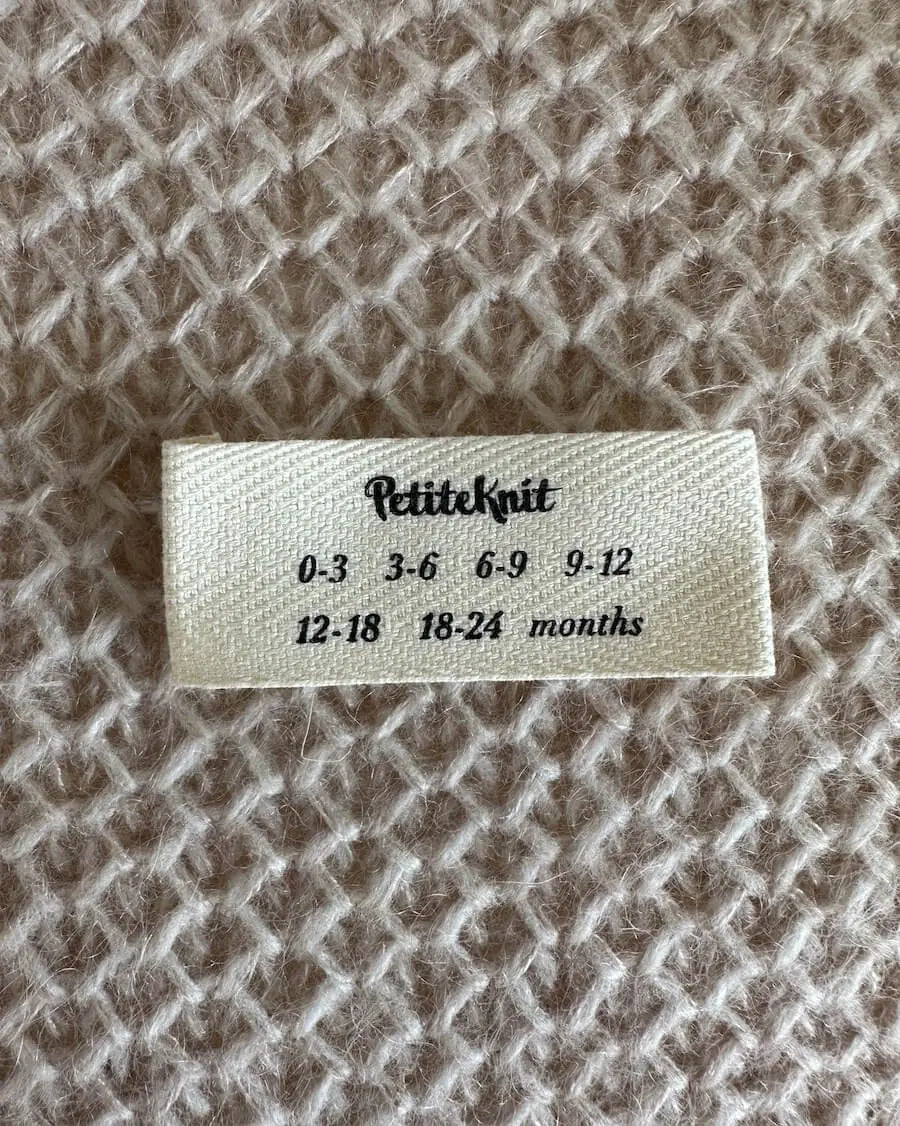 PetiteKnit
0-3 3-6 6-9 9-12
12-18 18-24 months